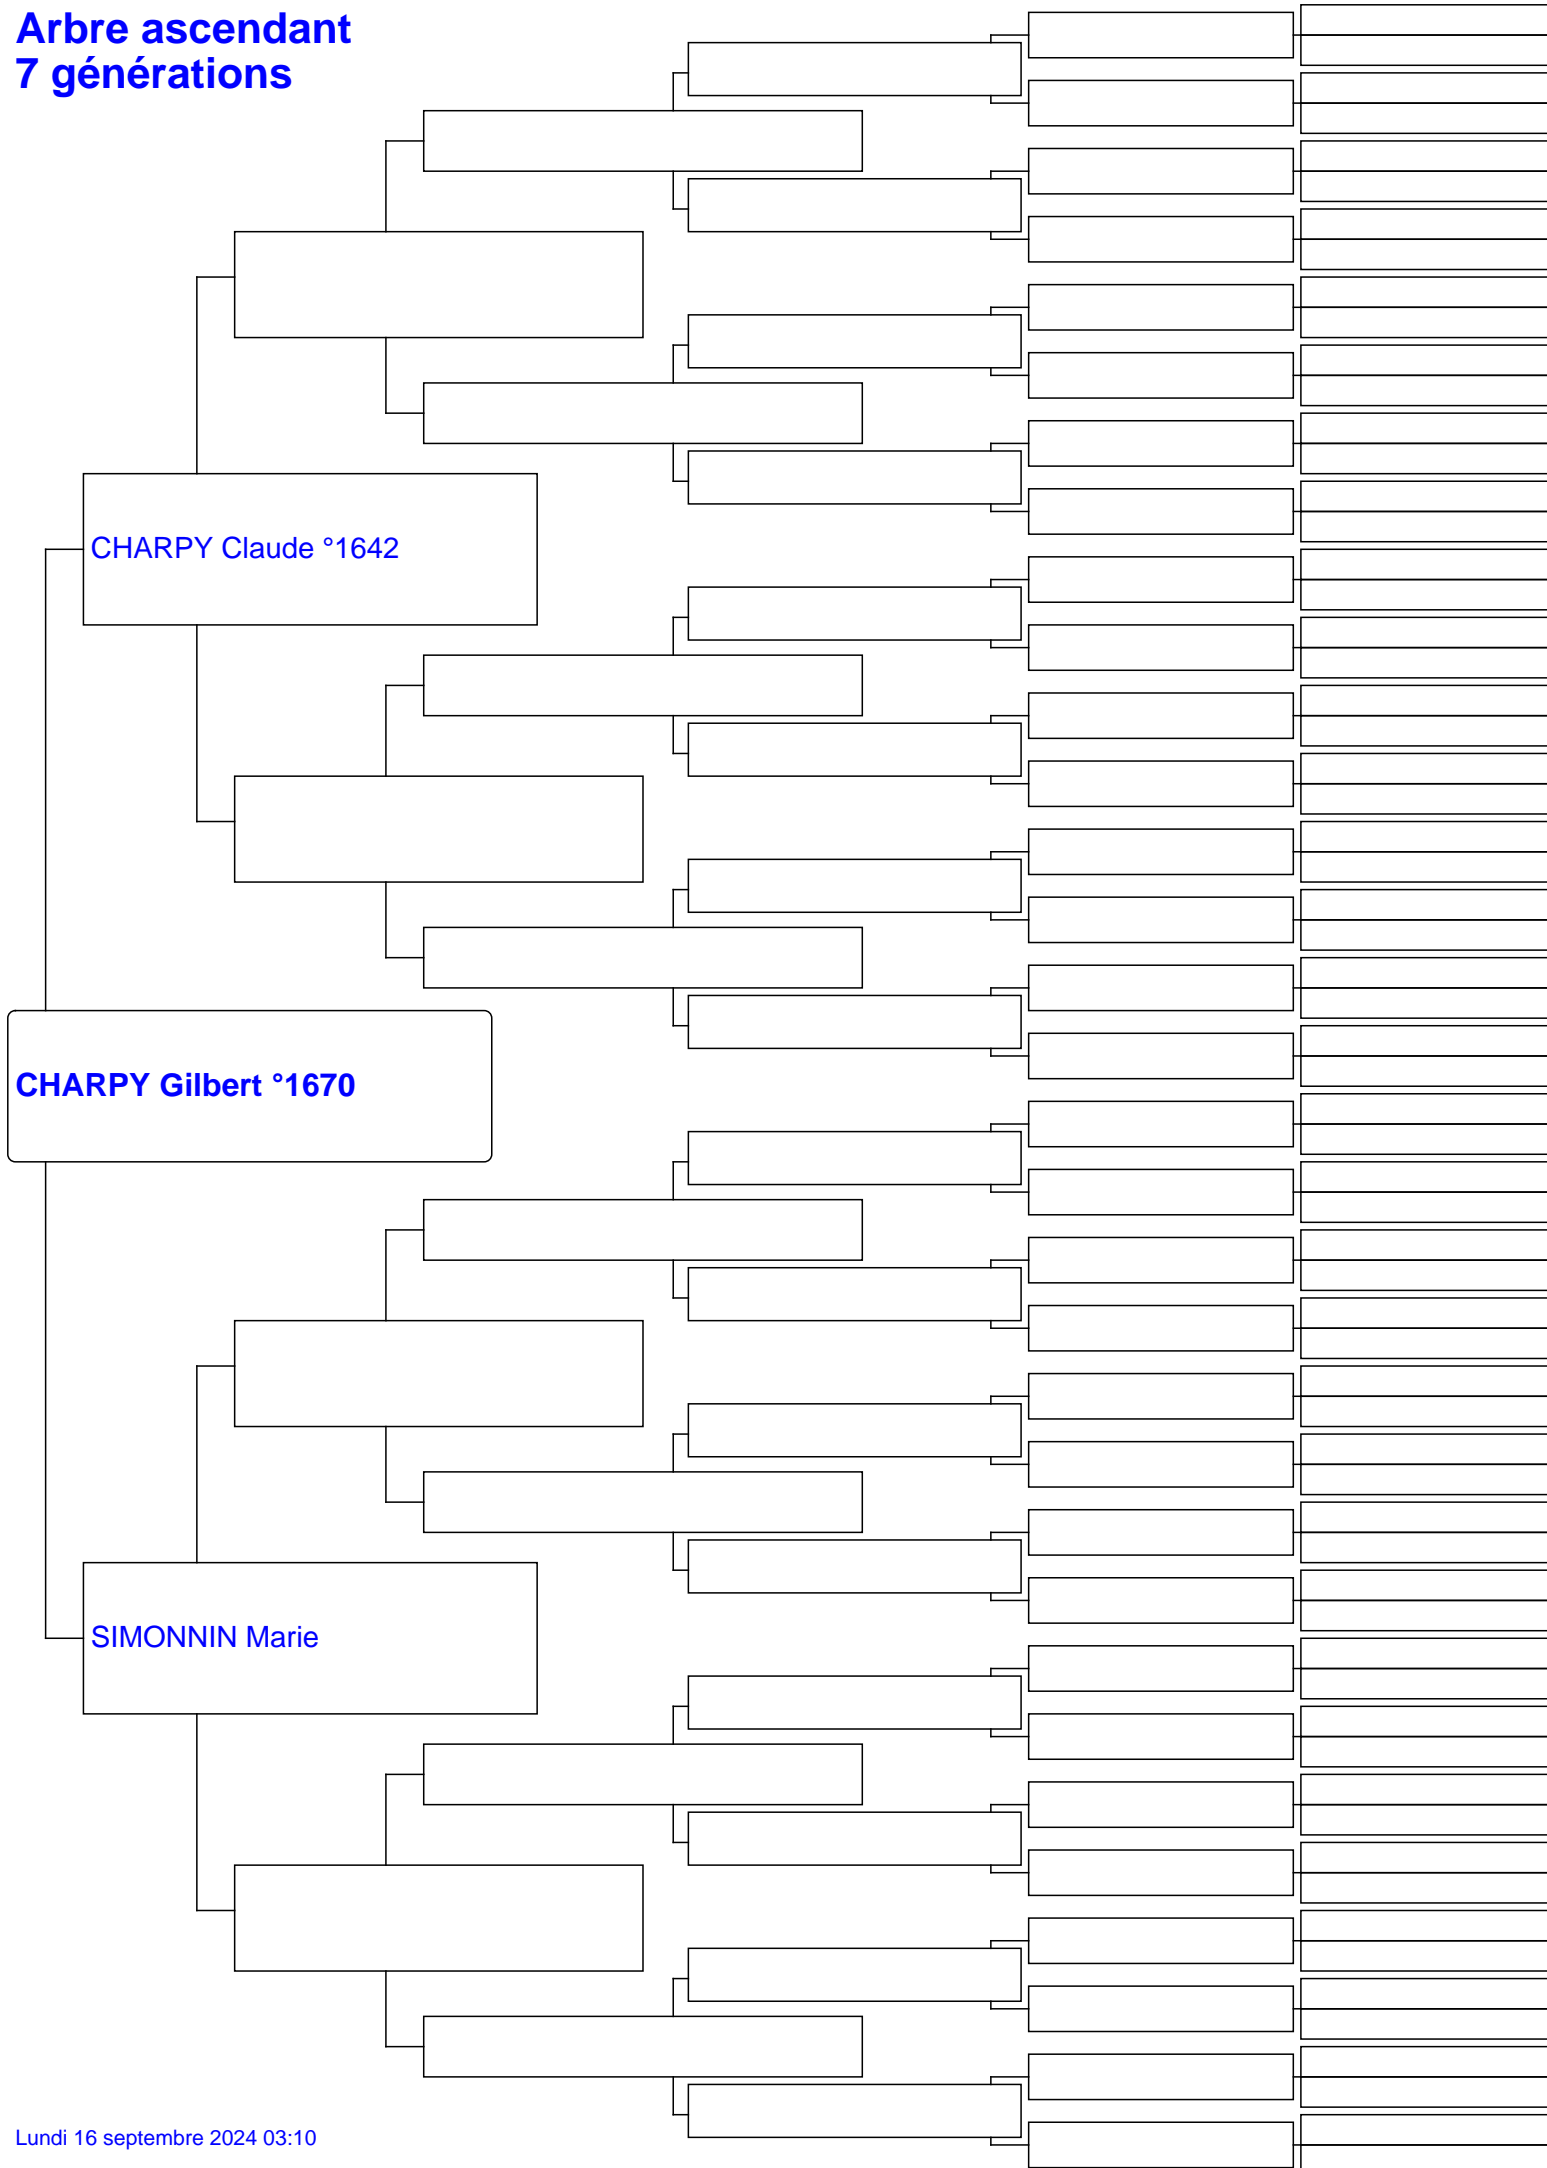 Arbre ascendant
7 générations
CHARPY Claude °1642
CHARPY Gilbert °1670
SIMONNIN Marie
Lundi 16 septembre 2024 03:10